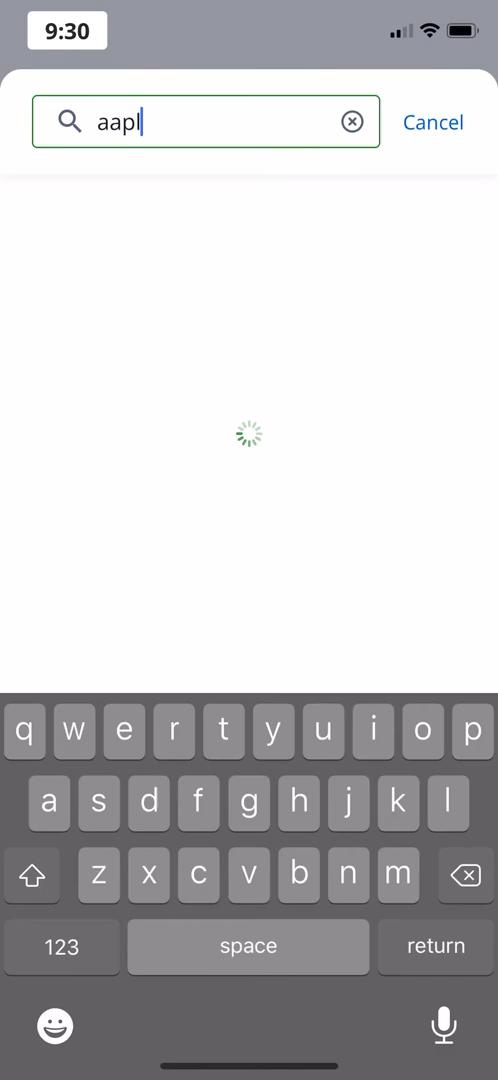 9:30
aapl
Cancel
q w e r t y u i o p
a s d f g h j k l
z x c v b n m
123 space return